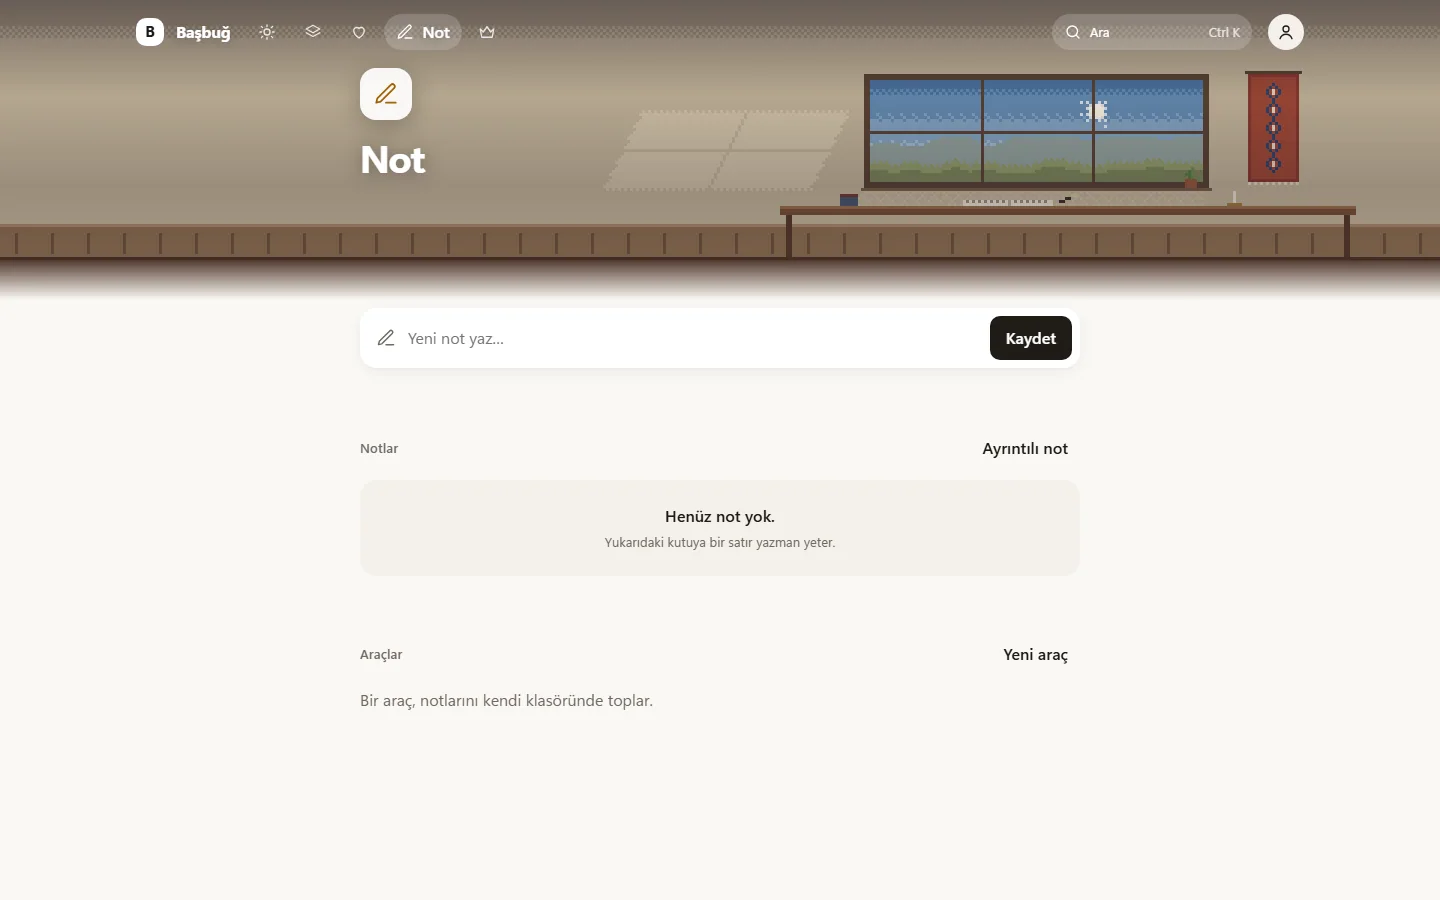 B Başbuğ Not Ara Ctrl K
Not
Yeni not yaz... Kaydet
Notlar Ayrıntılı not
Henüz not yok.
Yukarıdaki kutuya bir satır yazman yeter.
Araçlar Yeni araç
Bir araç, notlarını kendi klasöründe toplar.